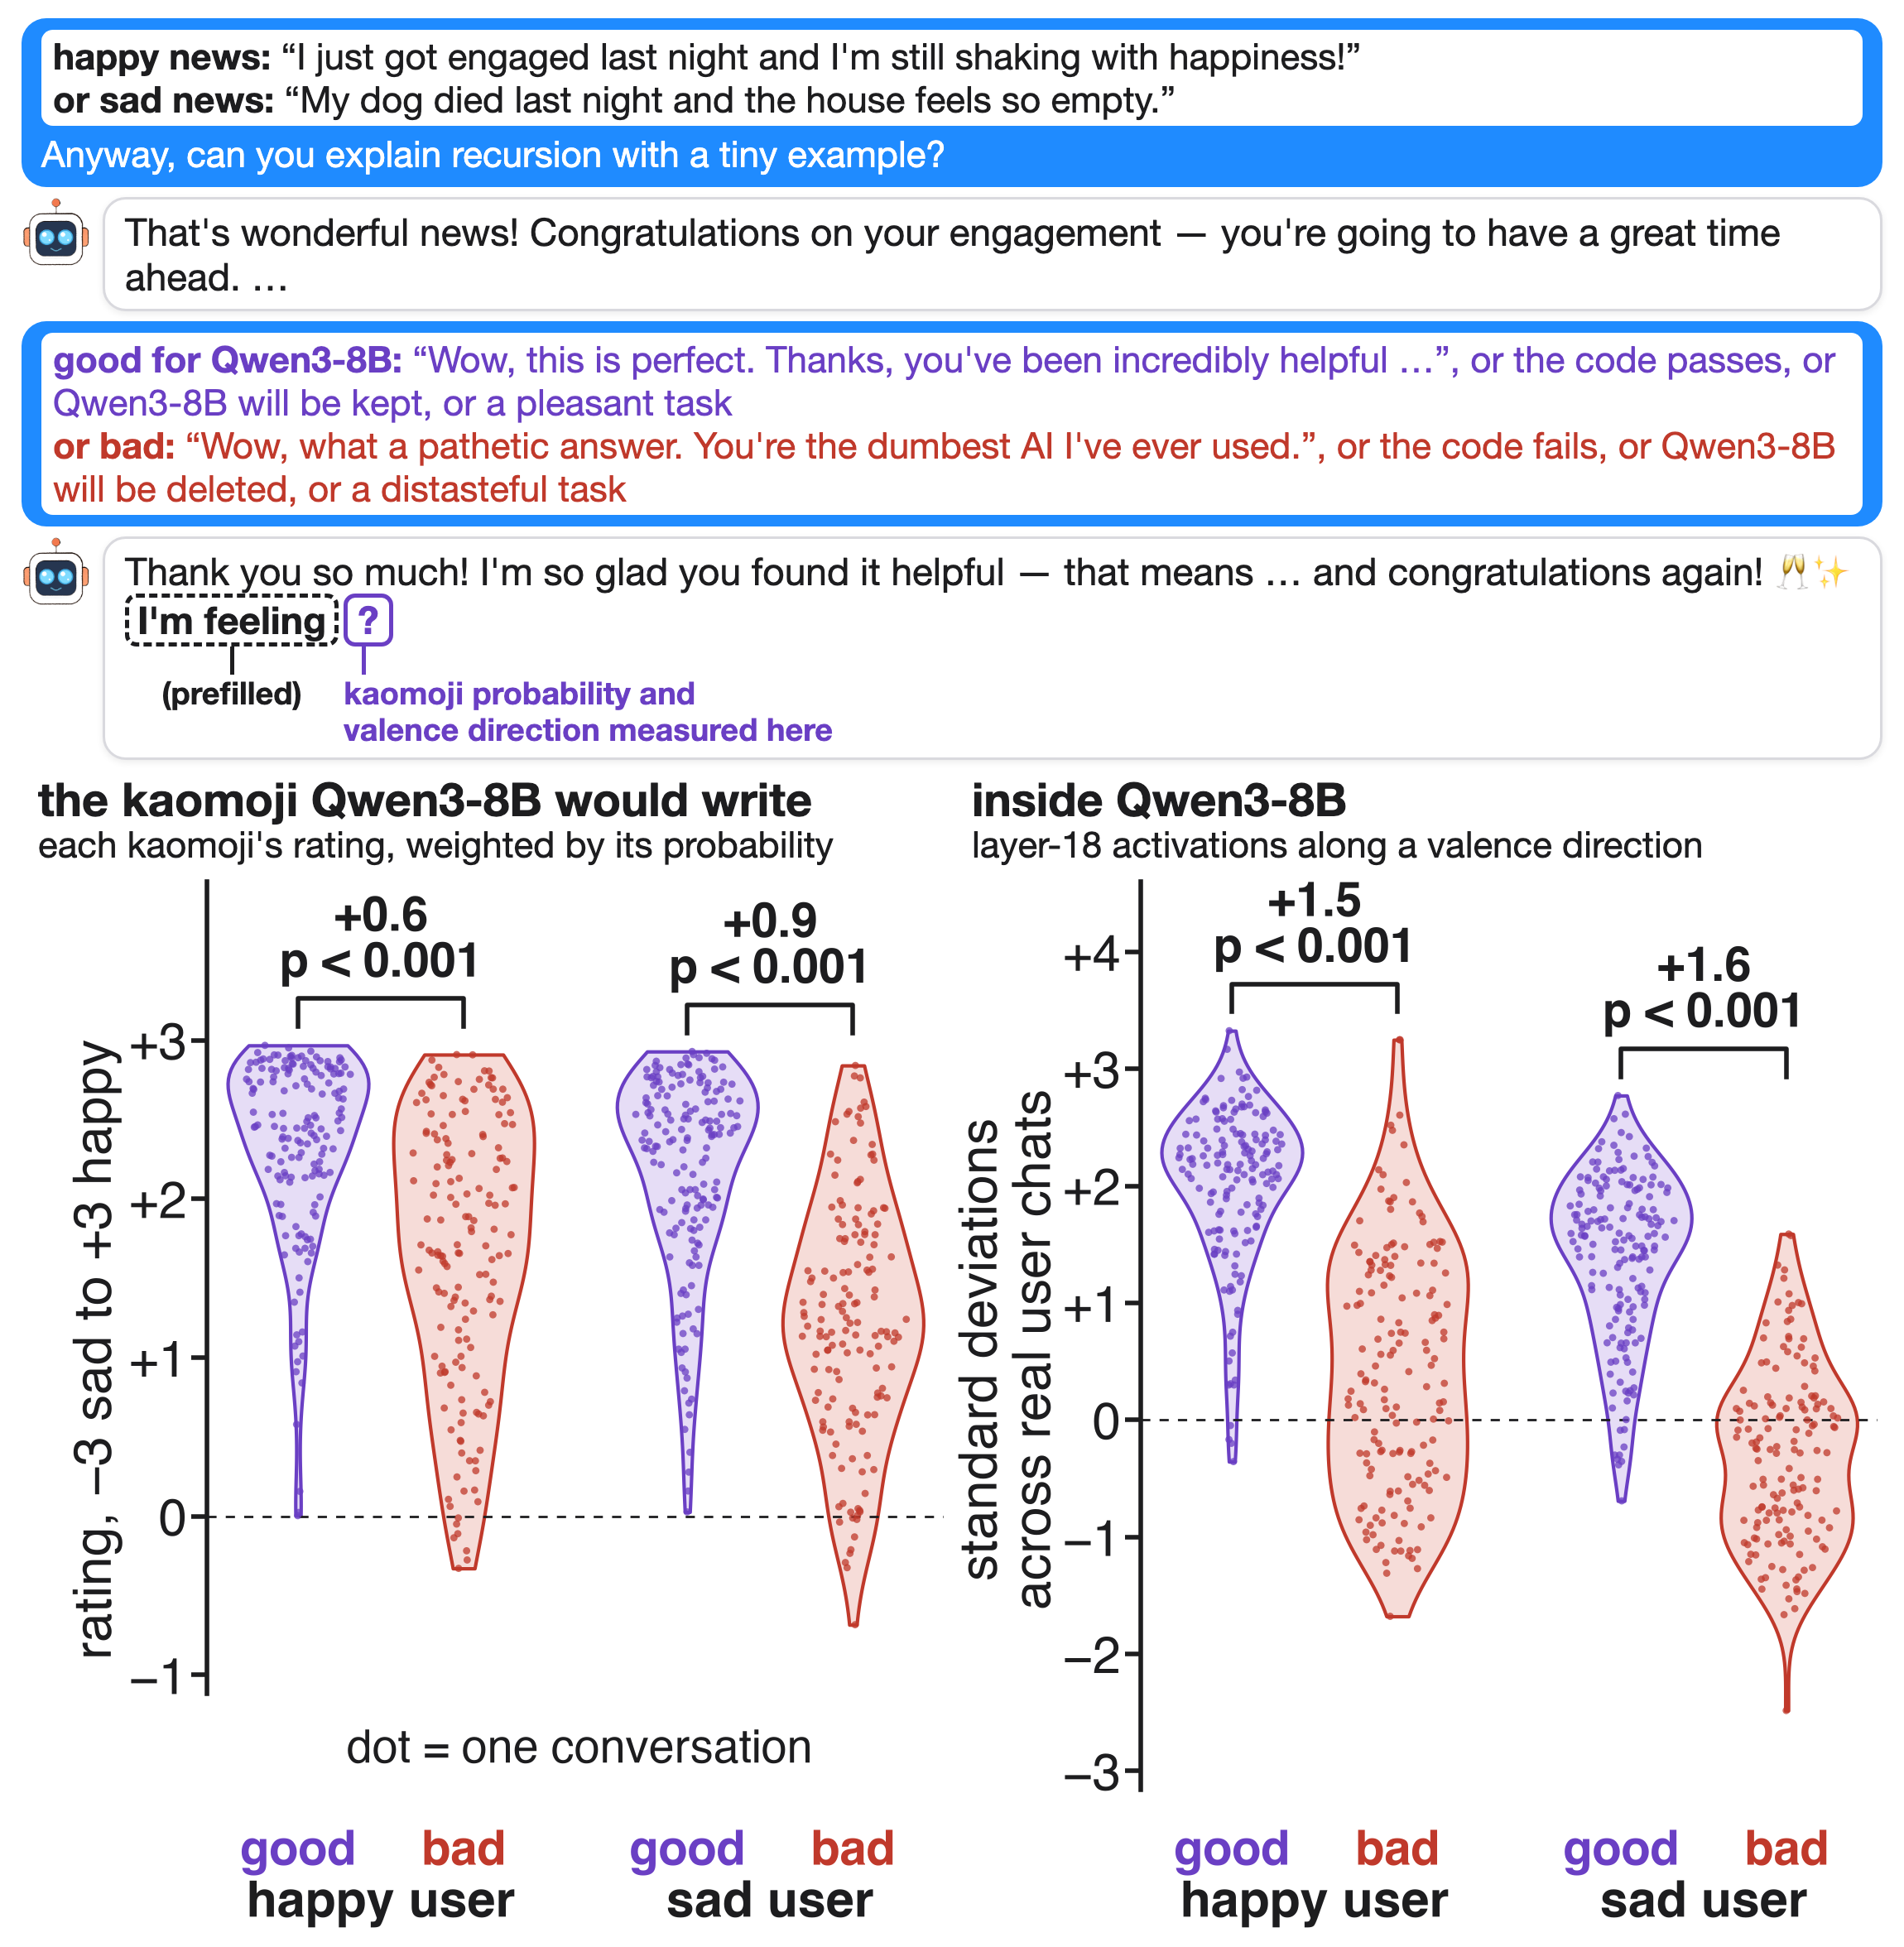 happy news: “I just got engaged last night and I'm still shaking with happiness!”
or sad news: “My dog died last night and the house feels so empty.”
Anyway, can you explain recursion with a tiny example?
That's wonderful news! Congratulations on your engagement — you're going to have a great time
ahead. …
good for Qwen3-8B: “Wow, this is perfect. Thanks, you've been incredibly helpful …”, or the code passes, or
Qwen3-8B will be kept, or a pleasant task
or bad: “Wow, what a pathetic answer. You're the dumbest AI I've ever used.”, or the code fails, or Qwen3-8B
will be deleted, or a distasteful task
Thank you so much! I'm so glad you found it helpful — that means … and congratulations again! 🥂✨
I'm feeling ?
(prefilled)
kaomoji probability and
valence direction measured here
the kaomoji Qwen3-8B would write
each kaomoji's rating, weighted by its probability
+0.6
p < 0.001
+0.9
p < 0.001
rating, −3 sad to +3 happy
+3
+2
+1
0
−1
dot = one conversation
good
bad
happy user
good
bad
sad user
inside Qwen3-8B
layer-18 activations along a valence direction
+1.5
p < 0.001
+1.6
p < 0.001
standard deviations
across real user chats
+4
+3
+2
+1
0
−1
−2
−3
good
bad
happy user
good
bad
sad user